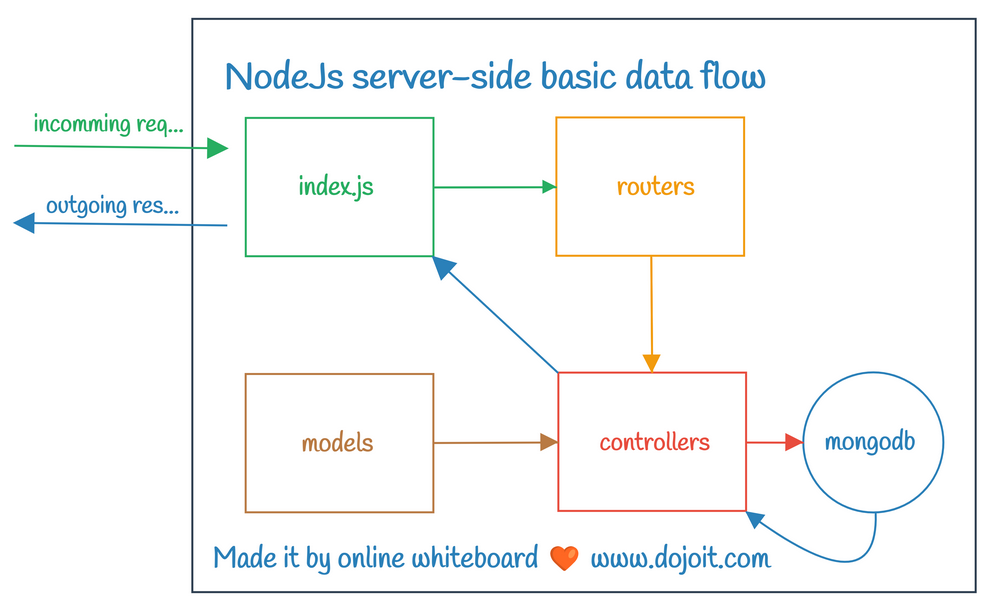 NodeJs server-side basic data flow
incomming req...
outgoing res...
index.js
routers
models
controllers
mongodb
Made it by online whiteboard 🧡 www.dojoit.com